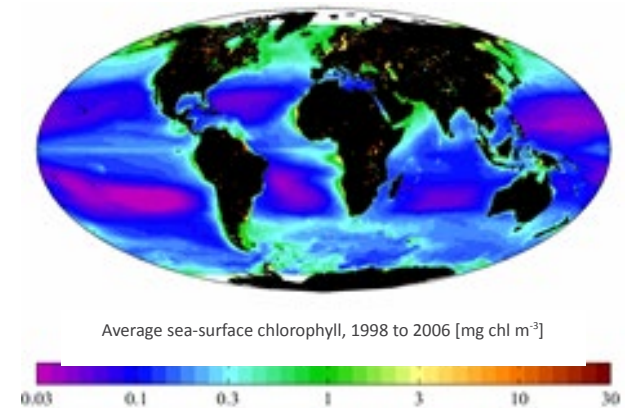 Average sea-surface chlorophyll, 1998 to 2006 [mg chl m⁻³]
0.03 0.1 0.3 1 3 10 30